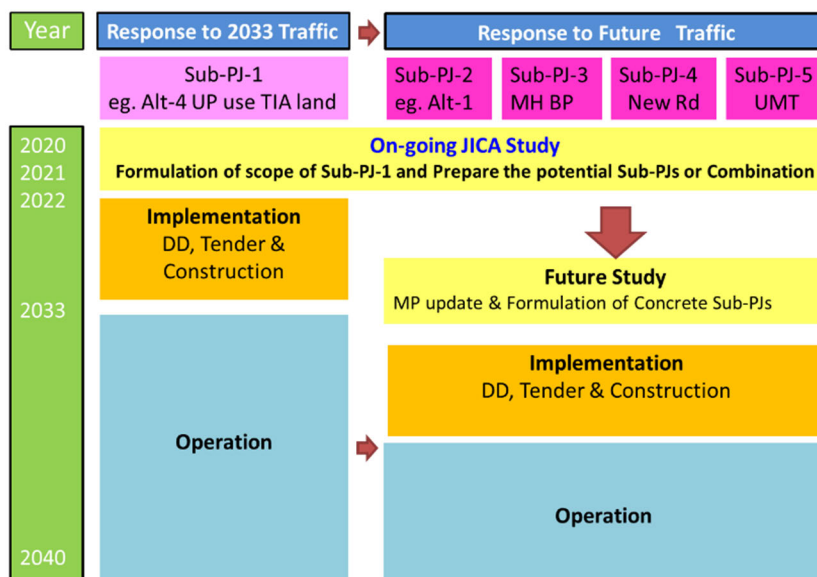 Year
Response to 2033 Traffic
Response to Future Traffic
Sub-PJ-1
eg. Alt-4 UP use TIA land
Sub-PJ-2
eg. Alt-1
Sub-PJ-3
MH BP
Sub-PJ-4
New Rd
Sub-PJ-5
UMT
2020
2021
2022
2033
2040
On-going JICA Study
Formulation of scope of Sub-PJ-1 and Prepare the potential Sub-PJs or Combination
Implementation
DD, Tender &
Construction
Future Study
MP update & Formulation of Concrete Sub-PJs
Implementation
DD, Tender & Construction
Operation
Operation